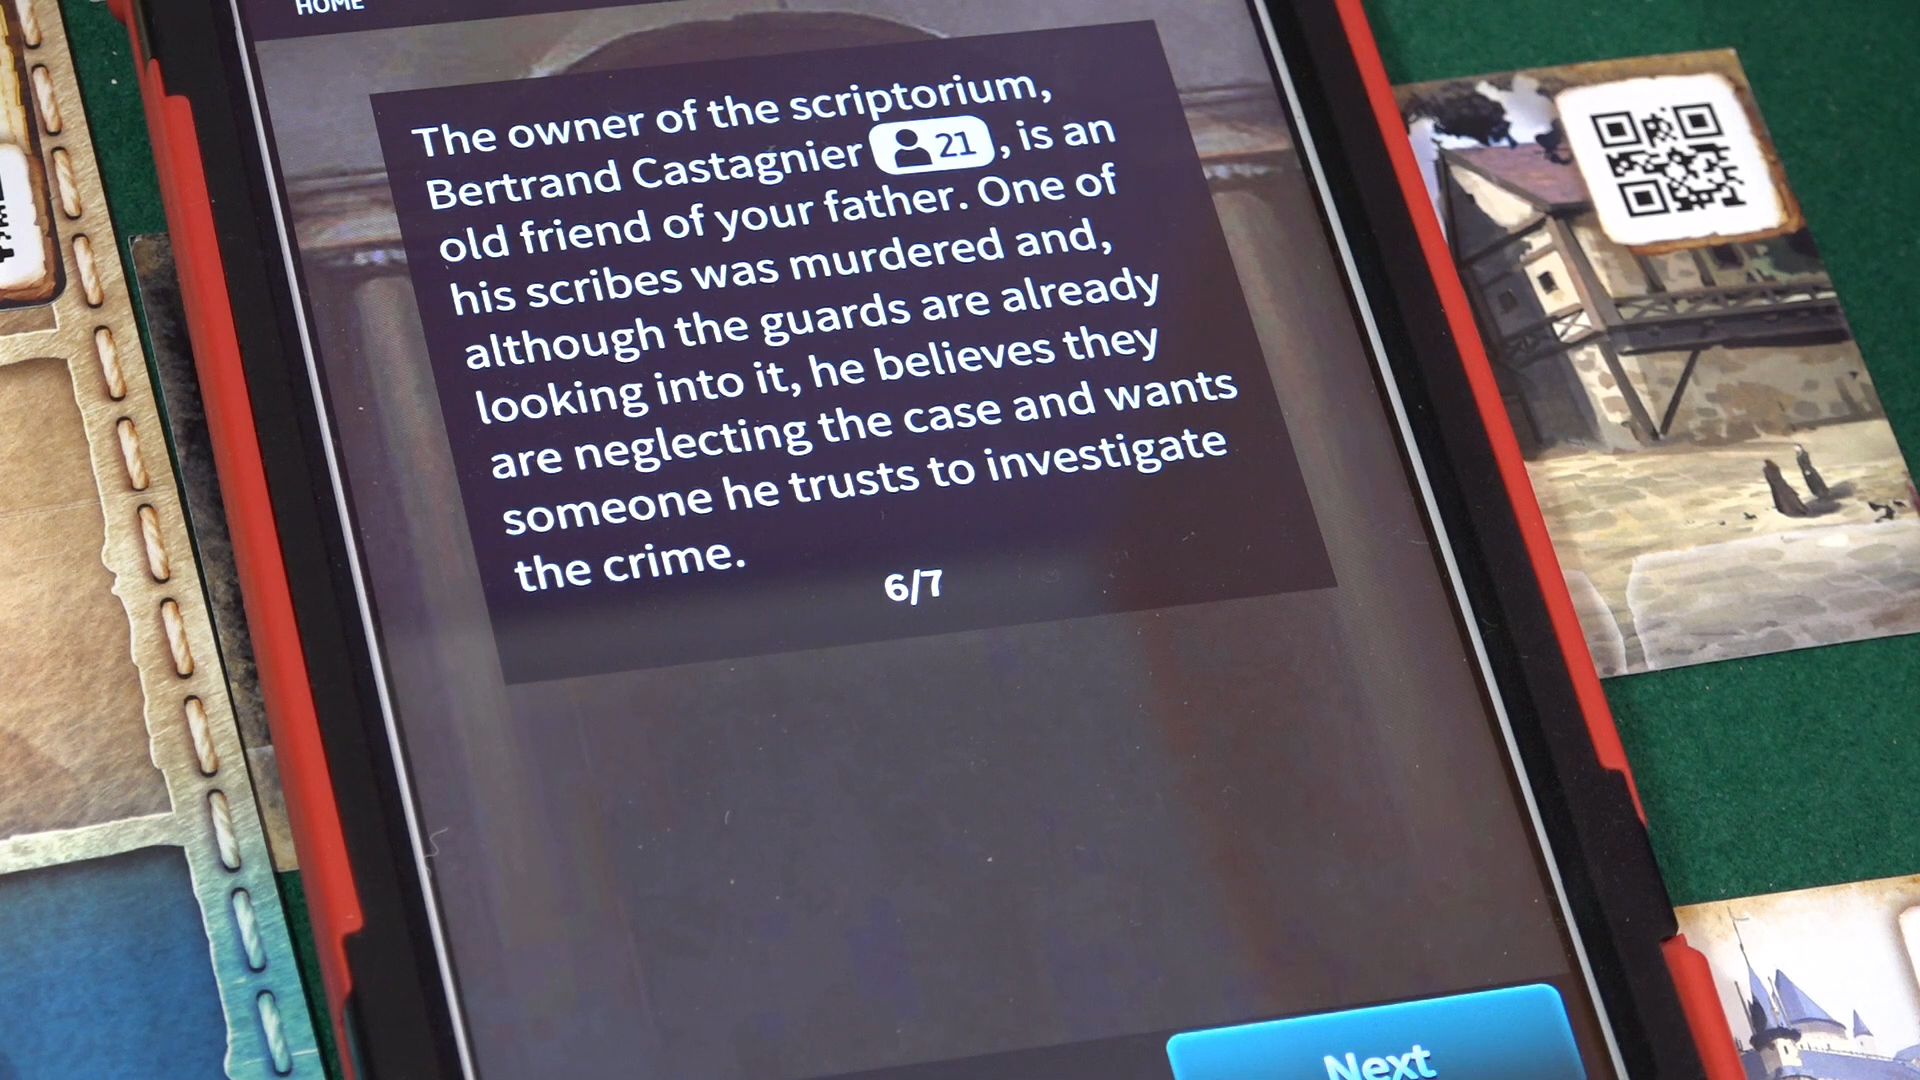 HOME
The owner of the scriptorium,
Bertrand Castagnier 21, is an
old friend of your father. One of
his scribes was murdered and,
although the guards are already
looking into it, he believes they
are neglecting the case and wants
someone he trusts to investigate
the crime.
6/7
Next